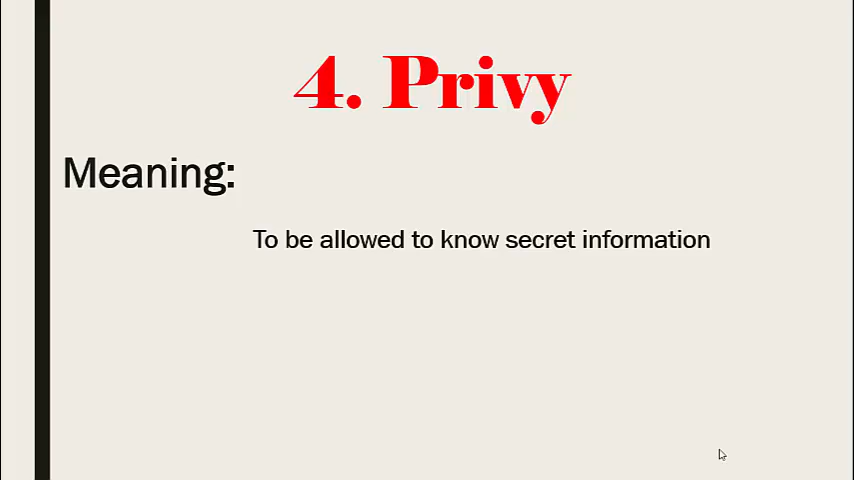 4. Privy
Meaning:
To be allowed to know secret information